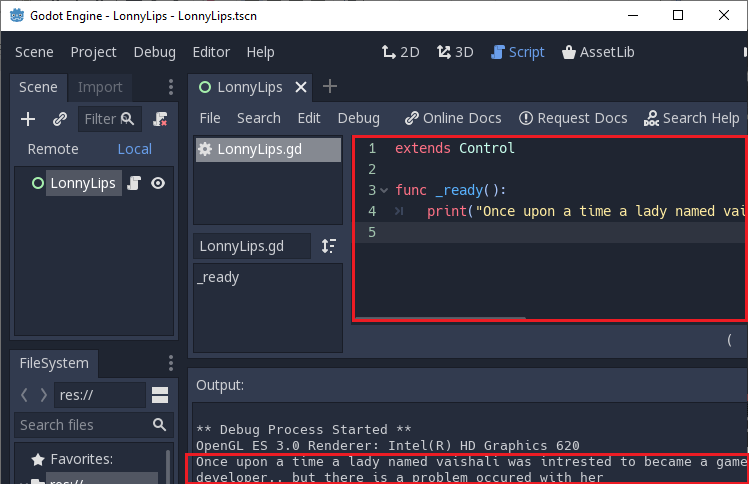 Godot Engine - LonnyLips - LonnyLips.tscn
Scene Project Debug Editor Help 2D 3D Script AssetLib
Scene Import LonnyLips
Filter File Search Edit Debug Online Docs Request Docs Search Help
Remote Local LonnyLips.gd 1 extends Control
LonnyLips 2
3 func _ready():
4 print("Once upon a time a lady named vai
LonnyLips.gd 5
_ready
(
FileSystem
Output:
res://
Search files
** Debug Process Started **
OpenGL ES 3.0 Renderer: Intel(R) HD Graphics 620
Favorites: Once upon a time a lady named vaishali was intrested to became a game
res:// developer.. but there is a problem occured with her